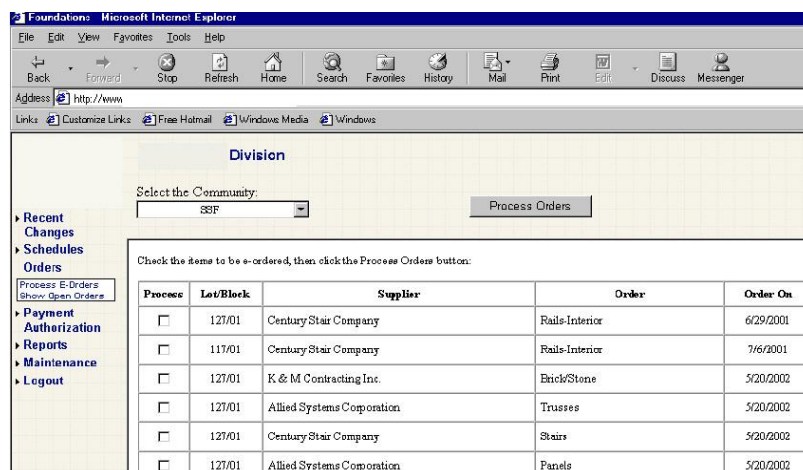 Foundations Microsoft Internet Explorer
File Edit View Favorites Tools Help
Back Forward Stop Refresh Home Search Favorites History Mail Print Edit Discuss Messenger
Address http://www
Links Customize Links Free Hotmail Windows Media Windows
Division
Select the Community:
SSF
Process Orders
Recent
Changes
Schedules
Orders
Process E-Orders
Show Open Orders
Payment
Authorization
Reports
Maintenance
Logout
Check the items to be e-ordered, then click the Process Orders button:
Process Lot/Block Supplier Order Order On
127/01 Century Stair Company Rails-Interior 6/29/2001
117/01 Century Stair Company Rails-Interior 7/6/2001
127/01 K & M Contracting Inc. Brick/Stone 5/20/2002
127/01 Allied Systems Corporation Trusses 5/20/2002
127/01 Century Stair Company Stairs 5/20/2002
127/01 Allied Systems Corporation Panels 5/20/2002